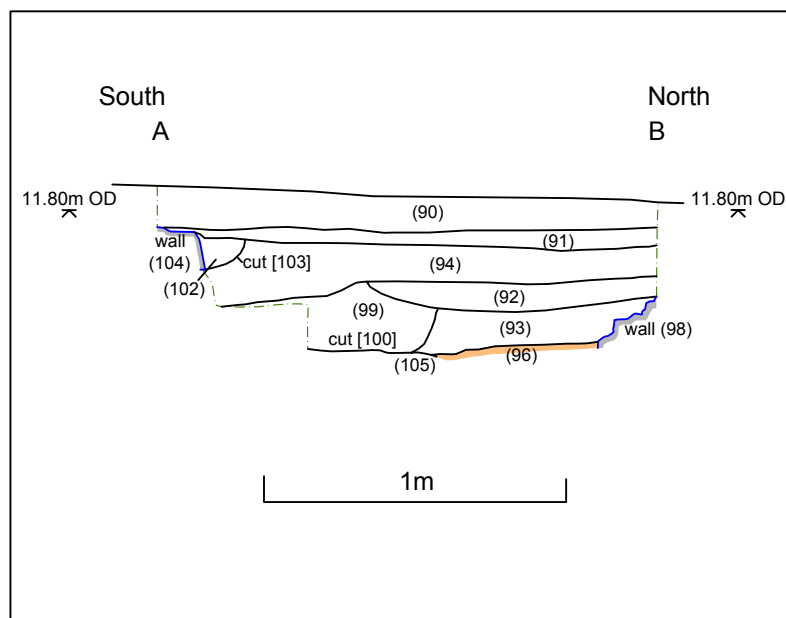 South
North
A
B
11.80m OD
11.80m OD
(90)
wall
(91)
(104)
cut [103]
(94)
(102)
(92)
(99)
(93)
wall (98)
cut [100]
(96)
(105)
1m